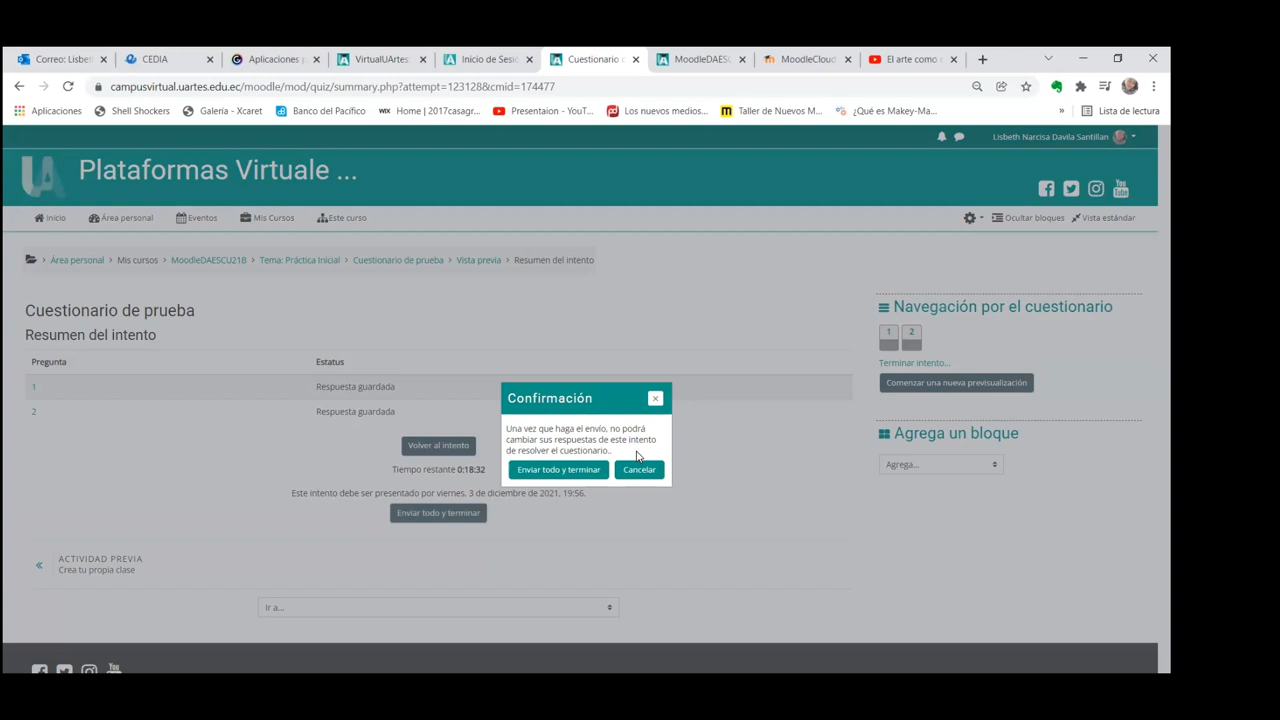 Correo: Lisbet
CEDIA
Aplicaciones
VirtualUArtes
Inicio de Sesió
Cuestionario
MoodleDAESC
MoodleCloud
El arte como
campusvirtual.uartes.edu.ec/moodle/mod/quiz/summary.php?attempt=123128&cmid=174477
Aplicaciones
Shell Shockers
Galería - Xcaret
Banco del Pacífico
WIX
Home | 2017casagr...
Presentaion - YouT...
Los nuevos medios...
Taller de Nuevos M...
¿Qué es Makey-Ma...
»
Lista de lectura
Lisbeth Narcisa Davila Santillan
UA
Plataformas Virtuale ...
You
Tube
Inicio
Área personal
Eventos
Mis Cursos
Este curso
Ocultar bloques
Vista estándar
Área personal > Mis cursos > MoodleDAESCU21B > Tema: Práctica Inicial > Cuestionario de prueba > Vista previa > Resumen del intento
Cuestionario de prueba
Resumen del intento
Pregunta Estatus
1 Respuesta guardada
2 Respuesta guardada
Volver al intento
Tiempo restante 0:18:32
Este intento debe ser presentado por viernes, 3 de diciembre de 2021, 19:56.
Enviar todo y terminar
Confirmación
Una vez que haga el envío, no podrá
cambiar sus respuestas de este intento
de resolver el cuestionario..
Enviar todo y terminar
Cancelar
Navegación por el cuestionario
1 2
Terminar intento...
Comenzar una nueva previsualización
Agrega un bloque
Agrega...
«
ACTIVIDAD PREVIA
Crea tu propia clase
Ir a...
You